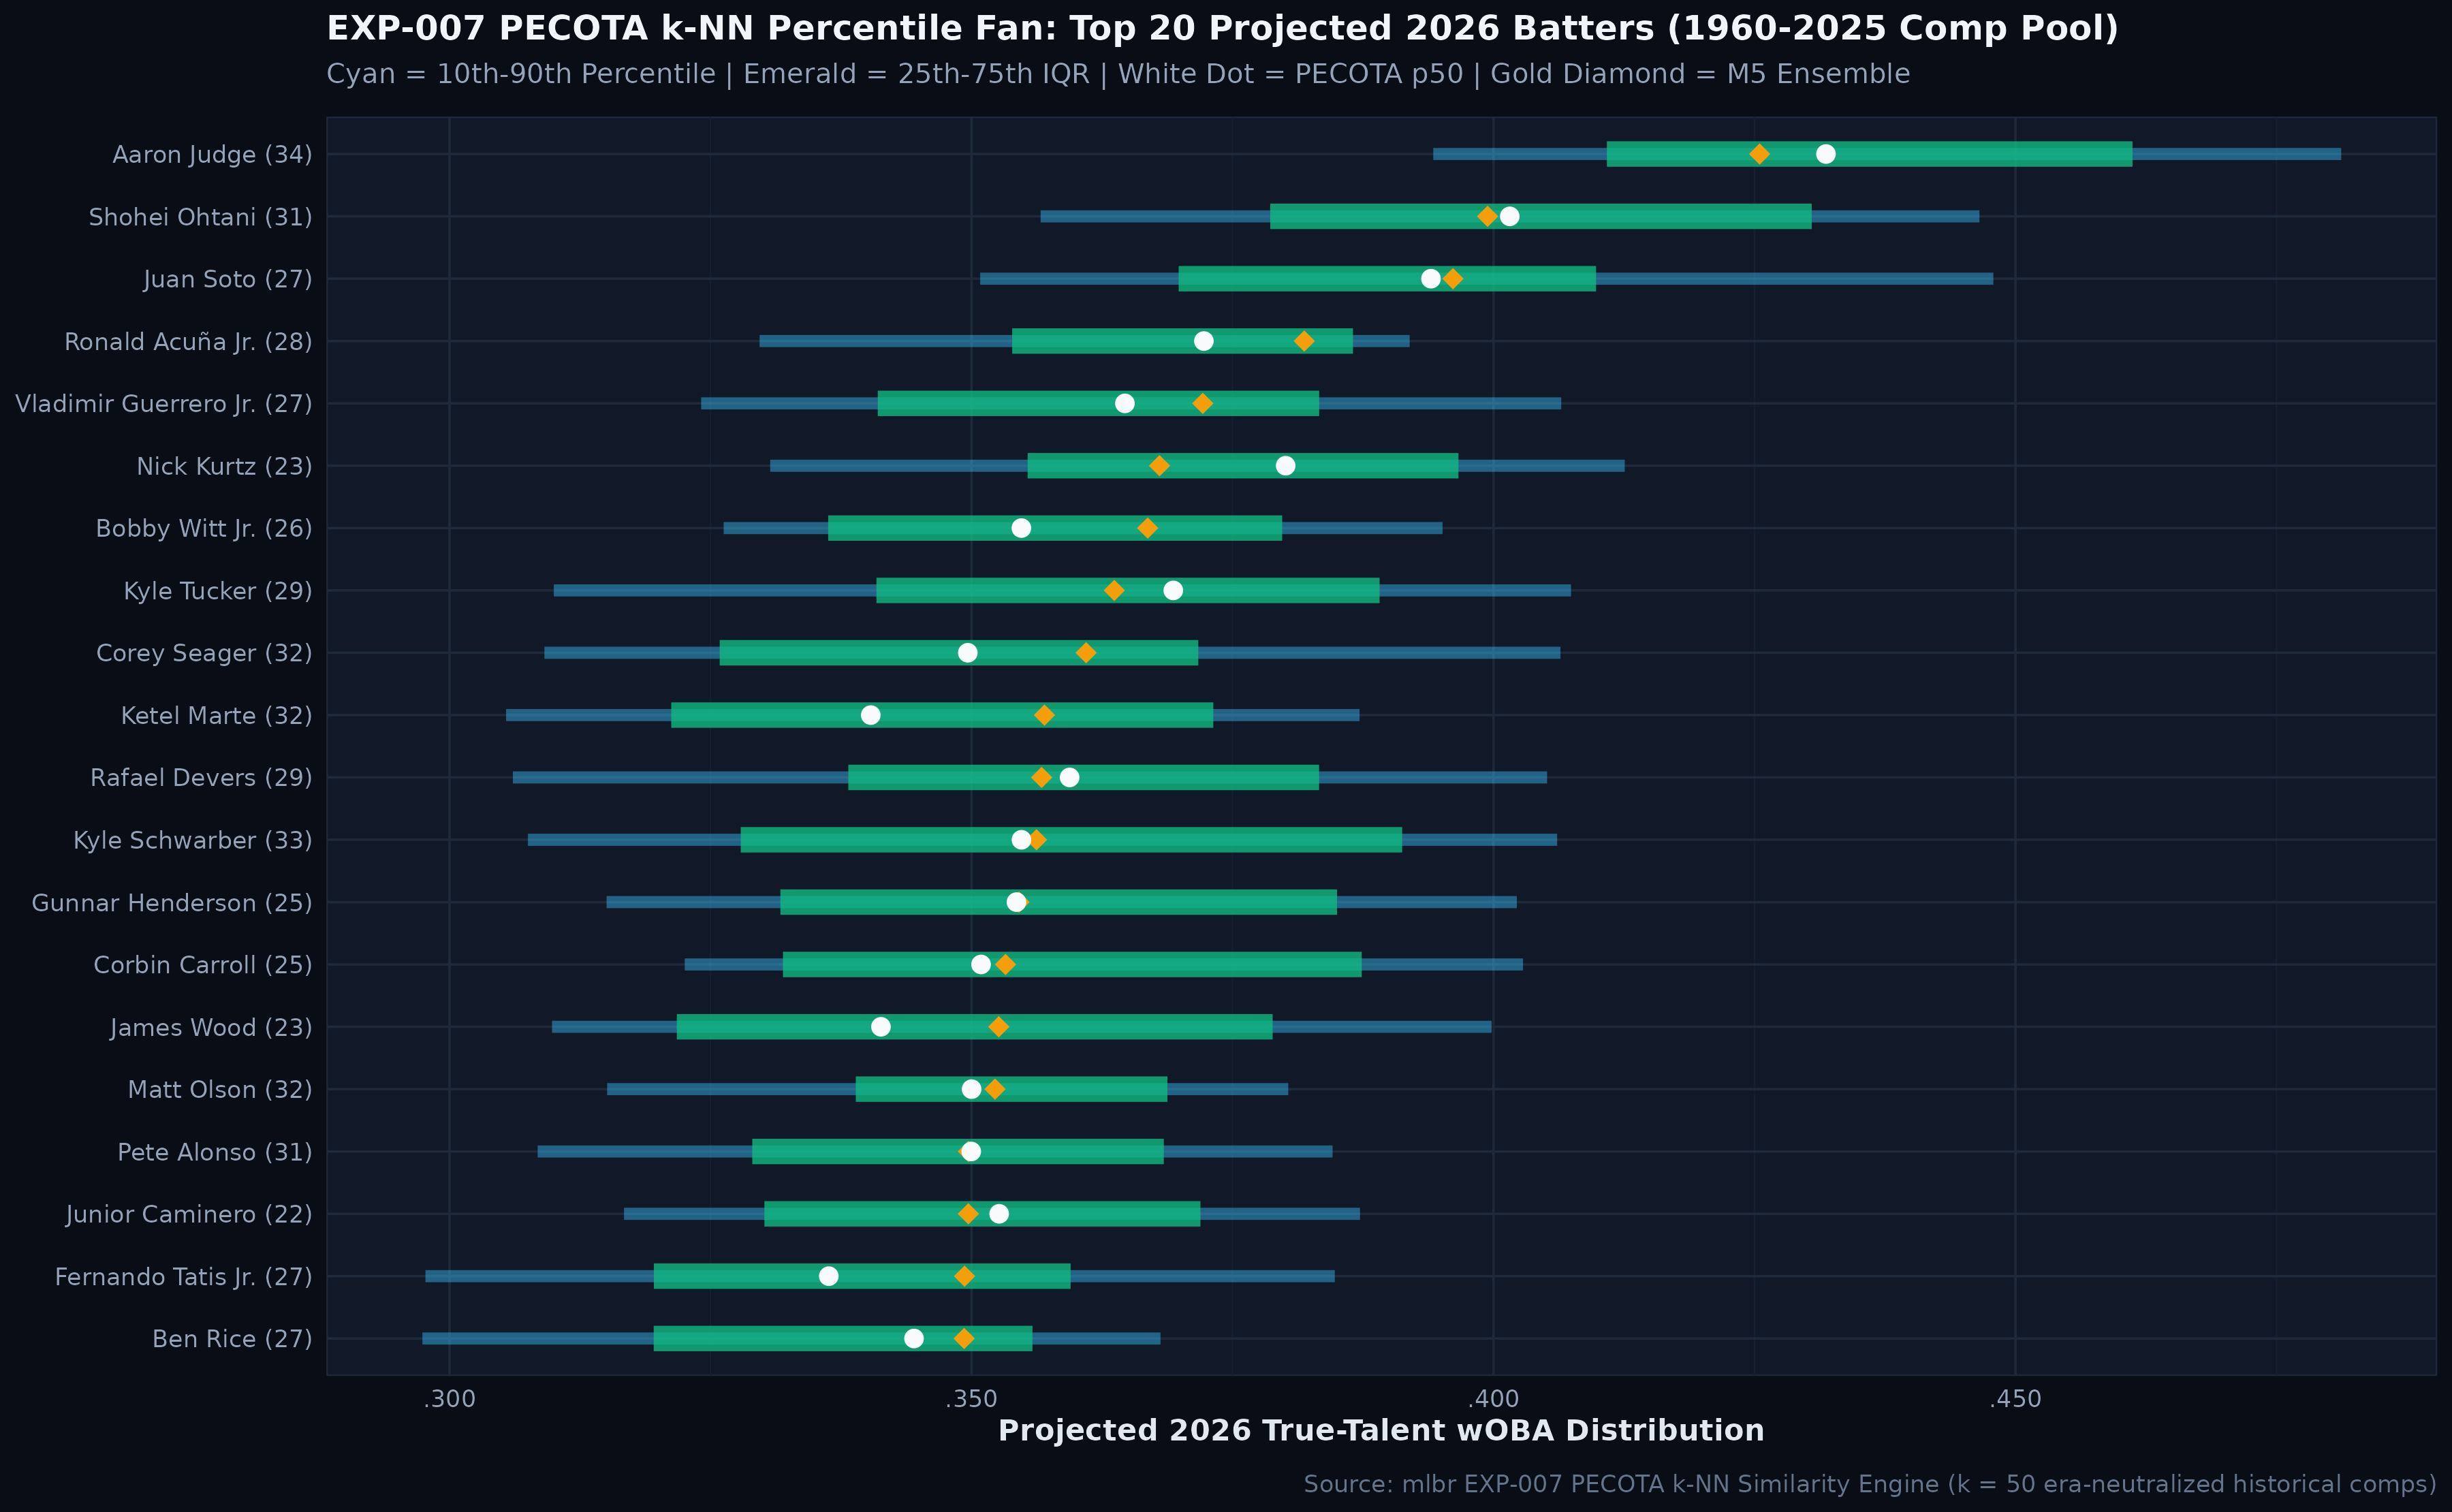 EXP-007 PECOTA k-NN Percentile Fan: Top 20 Projected 2026 Batters (1960-2025 Comp Pool)
Cyan = 10th-90th Percentile | Emerald = 25th-75th IQR | White Dot = PECOTA p50 | Gold Diamond = M5 Ensemble
Aaron Judge (34)
Shohei Ohtani (31)
Juan Soto (27)
Ronald Acuña Jr. (28)
Vladimir Guerrero Jr. (27)
Nick Kurtz (23)
Bobby Witt Jr. (26)
Kyle Tucker (29)
Corey Seager (32)
Ketel Marte (32)
Rafael Devers (29)
Kyle Schwarber (33)
Gunnar Henderson (25)
Corbin Carroll (25)
James Wood (23)
Matt Olson (32)
Pete Alonso (31)
Junior Caminero (22)
Fernando Tatis Jr. (27)
Ben Rice (27)
.300 .350 .400 .450
Projected 2026 True-Talent wOBA Distribution
Source: mlbr EXP-007 PECOTA k-NN Similarity Engine (k = 50 era-neutralized historical comps)